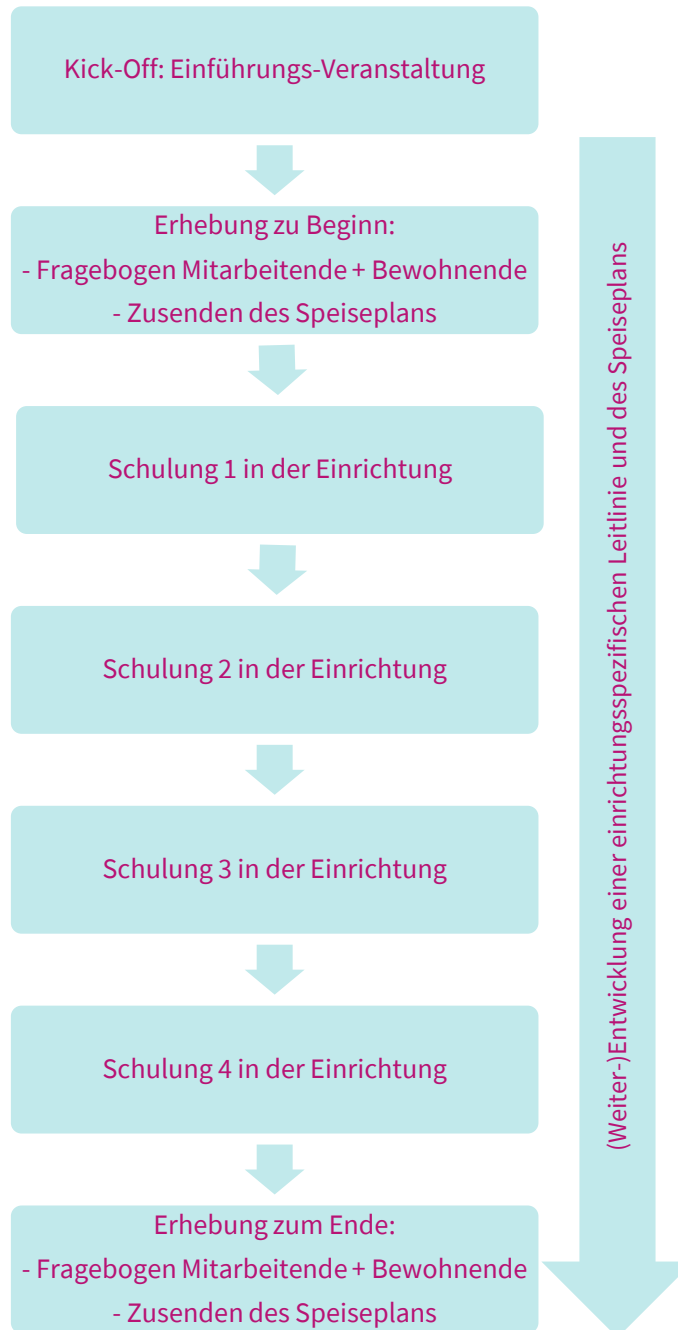 Kick-Off: Einführungs-Veranstaltung
Erhebung zu Beginn:
- Fragebogen Mitarbeitende + Bewohnende
- Zusenden des Speiseplans
Schulung 1 in der Einrichtung
Schulung 2 in der Einrichtung
Schulung 3 in der Einrichtung
Schulung 4 in der Einrichtung
Erhebung zum Ende:
- Fragebogen Mitarbeitende + Bewohnende
- Zusenden des Speiseplans
(Weiter-)Entwicklung einer einrichtungsspezifischen Leitlinie und des Speiseplans